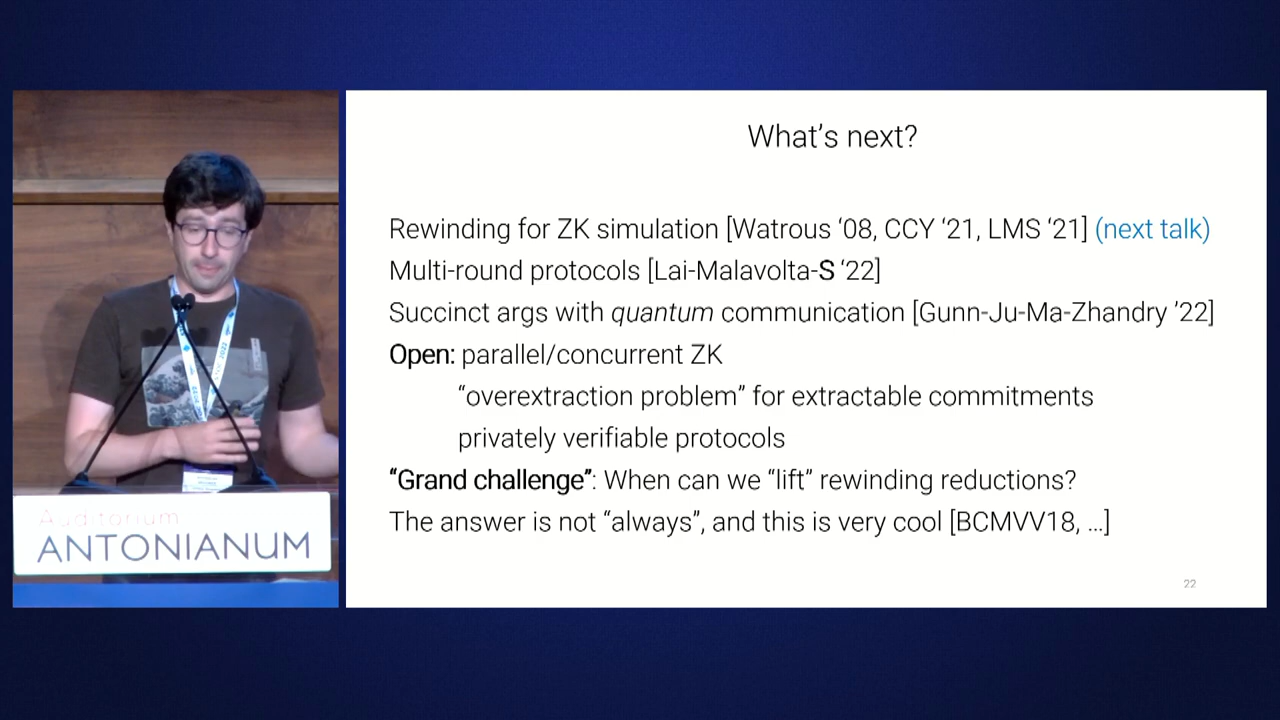 What's next?
Rewinding for ZK simulation [Watrous '08, CCY '21, LMS '21] (next talk)
Multi-round protocols [Lai-Malavolta-S '22]
Succinct args with quantum communication [Gunn-Ju-Ma-Zhandry '22]
Open: parallel/concurrent ZK
“overextraction problem” for extractable commitments
privately verifiable protocols
“Grand challenge”: When can we “lift” rewinding reductions?
The answer is not “always”, and this is very cool [BCMVV18, ...]
22
Auditorium
ANTONIANUM